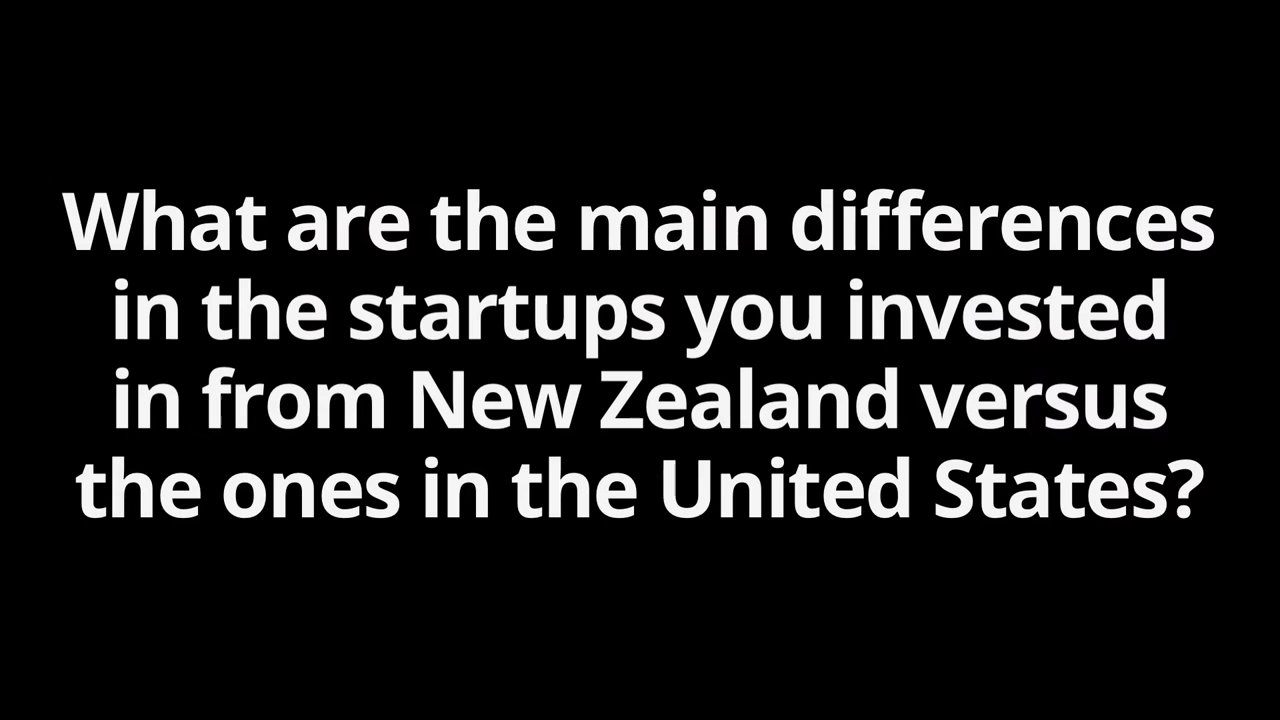 What are the main differences
in the startups you invested
in from New Zealand versus
the ones in the United States?